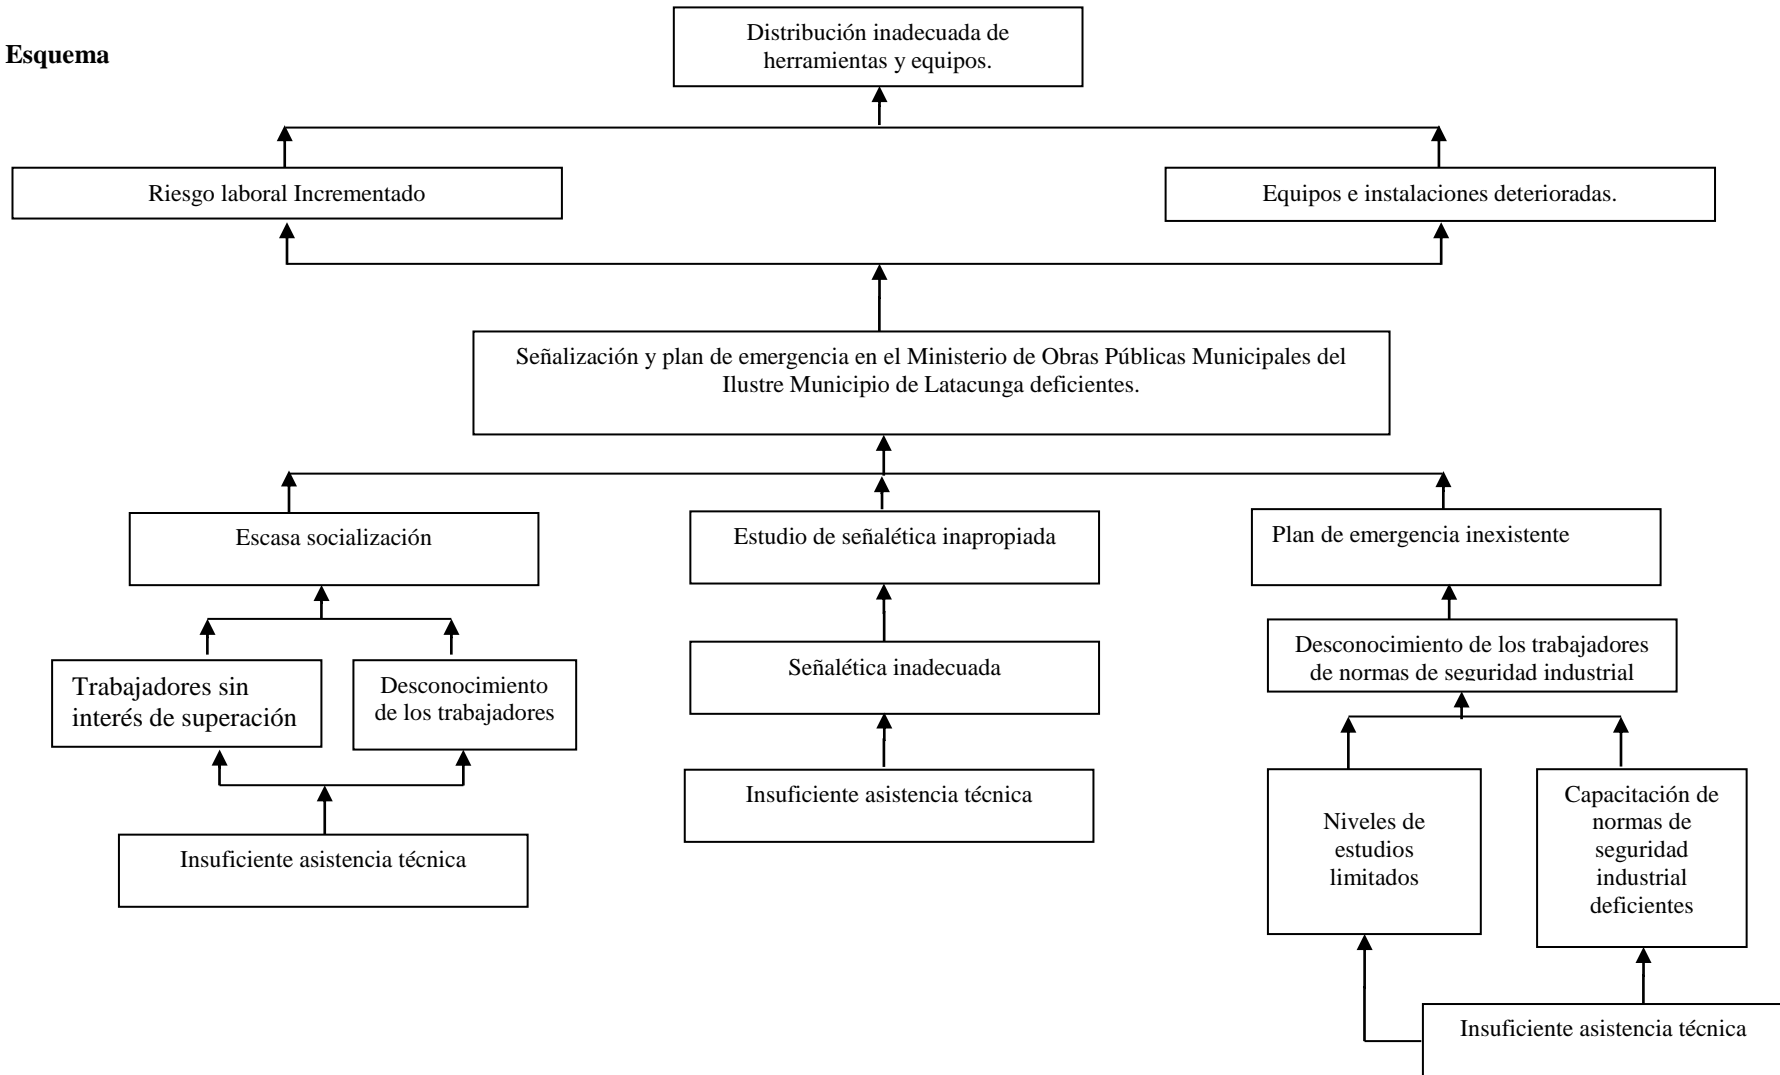 Esquema
Distribución inadecuada de
herramientas y equipos.
Riesgo laboral Incrementado
Equipos e instalaciones deterioradas.
Señalización y plan de emergencia en el Ministerio de Obras Públicas Municipales del
Ilustre Municipio de Latacunga deficientes.
Escasa socialización
Estudio de señalética inapropiada
Plan de emergencia inexistente
Trabajadores sin
interés de superación
Desconocimiento
de los trabajadores
Señalética inadecuada
Desconocimiento de los trabajadores
de normas de seguridad industrial
Insuficiente asistencia técnica
Insuficiente asistencia técnica
Niveles de
estudios
limitados
Capacitación de
normas de
seguridad
industrial
deficientes
Insuficiente asistencia técnica